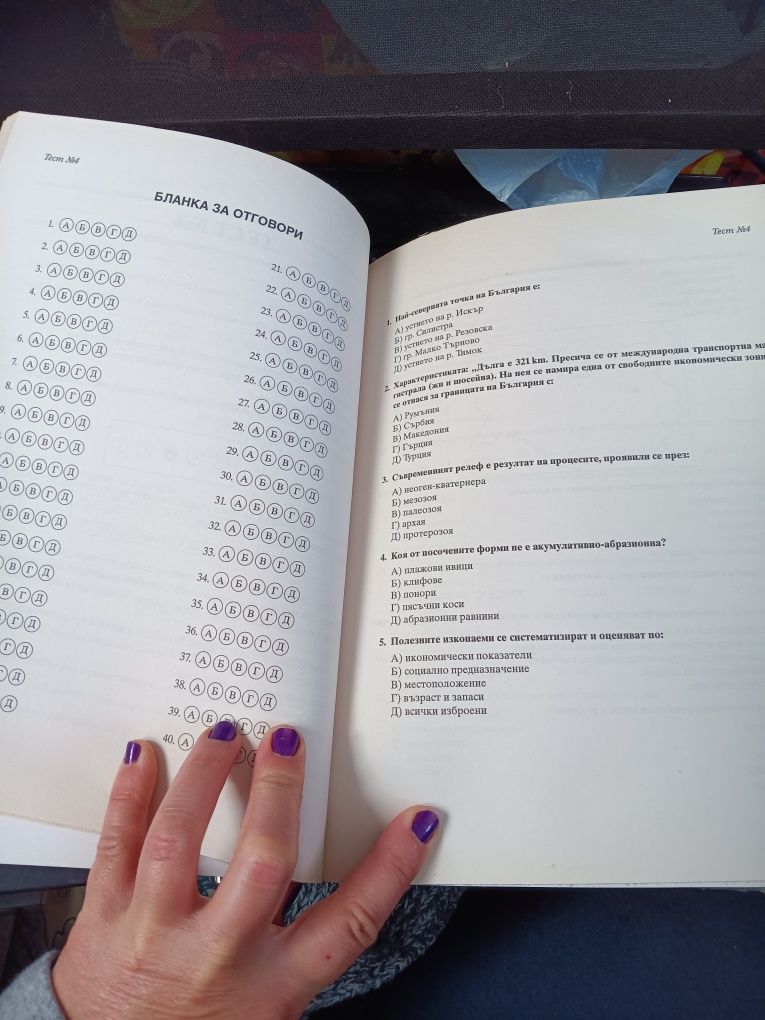 Тест №4
БЛАНКА ЗА ОТГОВОРИ
1. А Б В Г Д
2. А Б В Г Д
3. А Б В Г Д
4. А Б В Г Д
5. А Б В Г Д
6. А Б В Г Д
7. А Б В Г Д
8. А Б В Г Д
9. А Б В Г Д
А Б В Г Д
А Б В Г Д
А Б В Г Д
Б В Г Д
Б В Г Д
В Г Д
В Г Д
Г Д
Г Д
Д
Д
21. А Б В Г Д
22. А Б В Г Д
23. А Б В Г Д
24. А Б В Г Д
25. А Б В Г Д
26. А Б В Г Д
27. А Б В Г Д
28. А Б В Г Д
29. А Б В Г Д
30. А Б В Г Д
31. А Б В Г Д
32. А Б В Г Д
33. А Б В Г Д
34. А Б В Г Д
35. А Б В Г Д
36. А Б В Г Д
37. А Б В Г Д
38. А Б В Г Д
39. А Б В Г Д
40. А Г Д
Тест №4
1. Най-северната точка на България е:
А) устието на р. Искър
Б) гр. Силистра
В) устието на р. Резовска
Г) гр. Малко Търново
Д) устието на р. Тимок
2. Характеристиката: „Дълга е 321 km. Пресича се от международна транспортна ма
гистрала (жп и шосейна). На нея се намира една от свободните икономически зони
се отнася за границата на България с:
А) Румъния
Б) Сърбия
В) Македония
Г) Гърция
Д) Турция
3. Съвременният релеф е резултат на процесите, проявили се през:
А) неоген-кватернера
Б) мезозоя
В) палеозоя
Г) архая
Д) протерозоя
4. Коя от посочените форми не е акумулативно-абразионна?
А) плажови ивици
Б) клифове
В) понори
Г) пясъчни коси
Д) абразионни равнини
5. Полезните изкопаеми се систематизират и оценяват по:
А) икономически показатели
Б) социално предназначение
В) местоположение
Г) възраст и запаси
Д) всички изброени